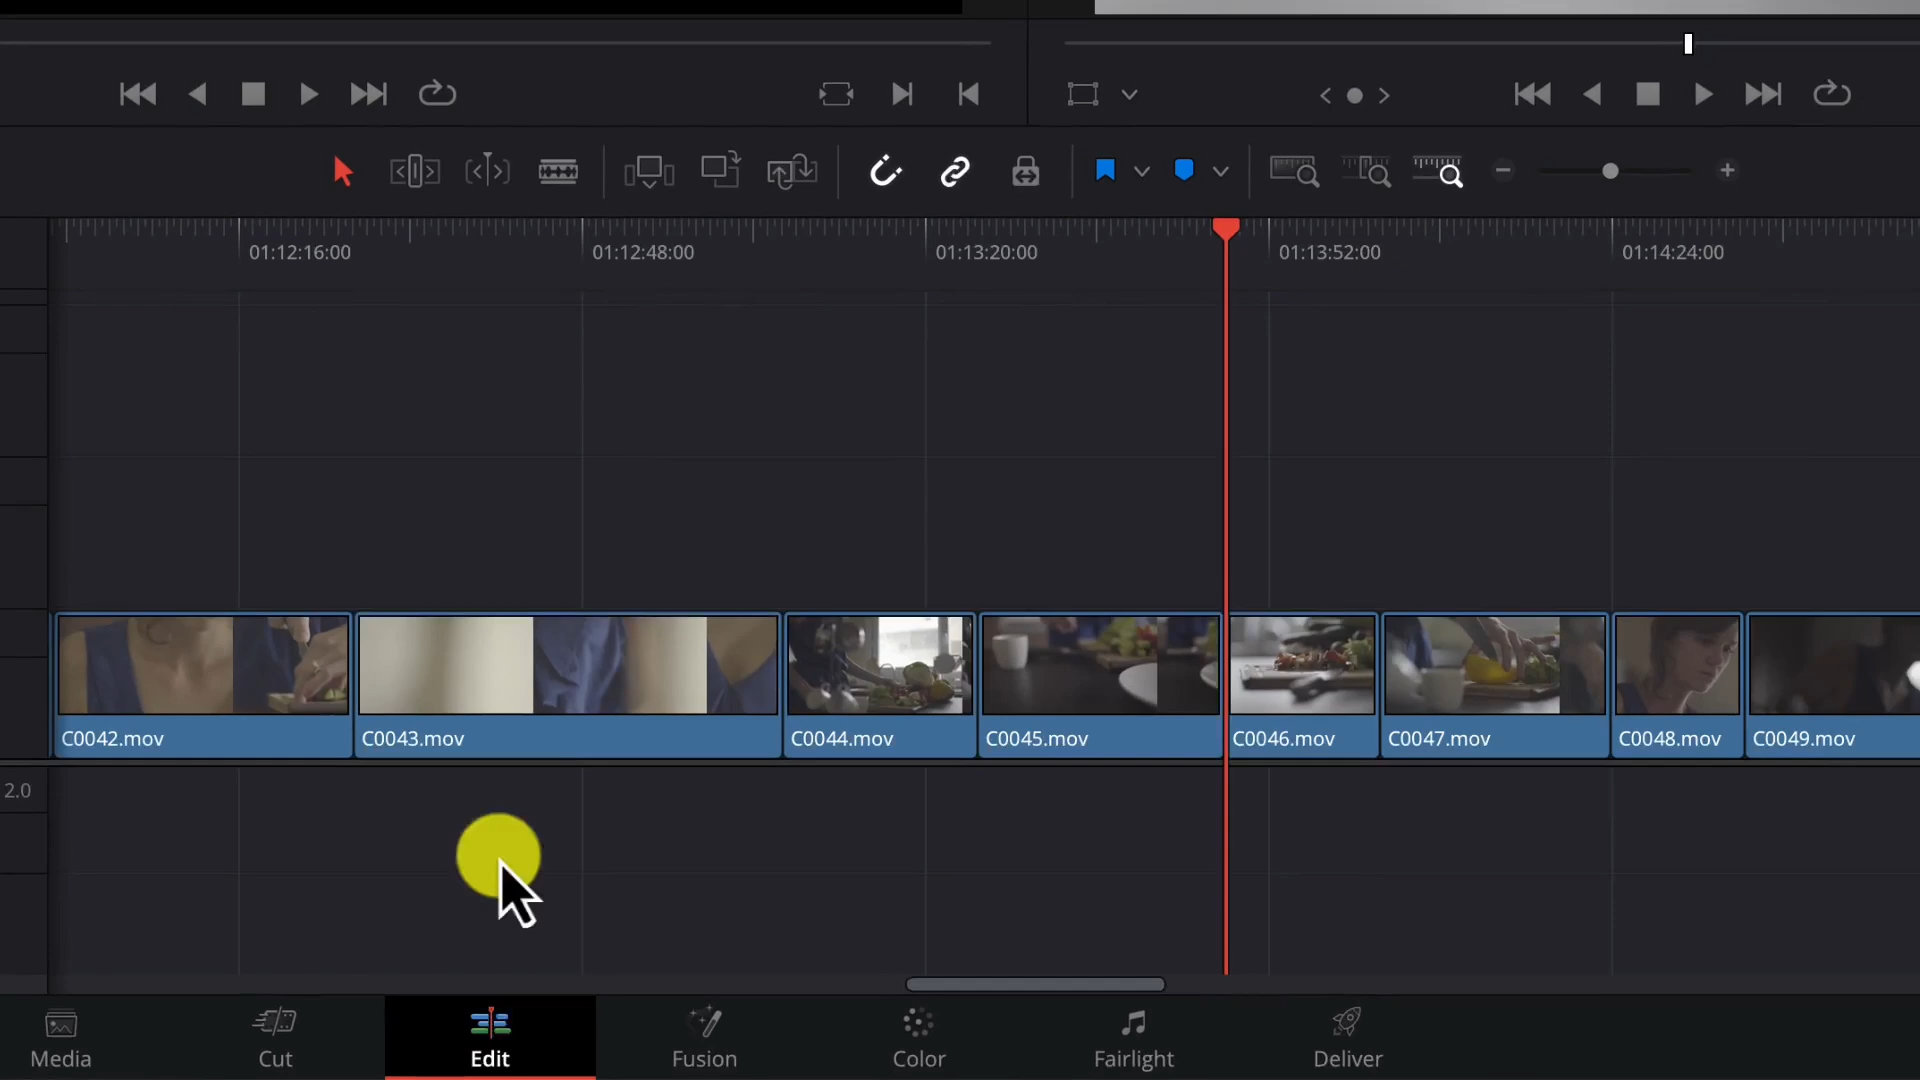 01:12:16:00 01:12:48:00 01:13:20:00 01:13:52:00 01:14:24:00
C0042.mov C0043.mov C0044.mov C0045.mov C0046.mov C0047.mov C0048.mov C0049.mov
2.0
Media Cut Edit Fusion Color Fairlight Deliver